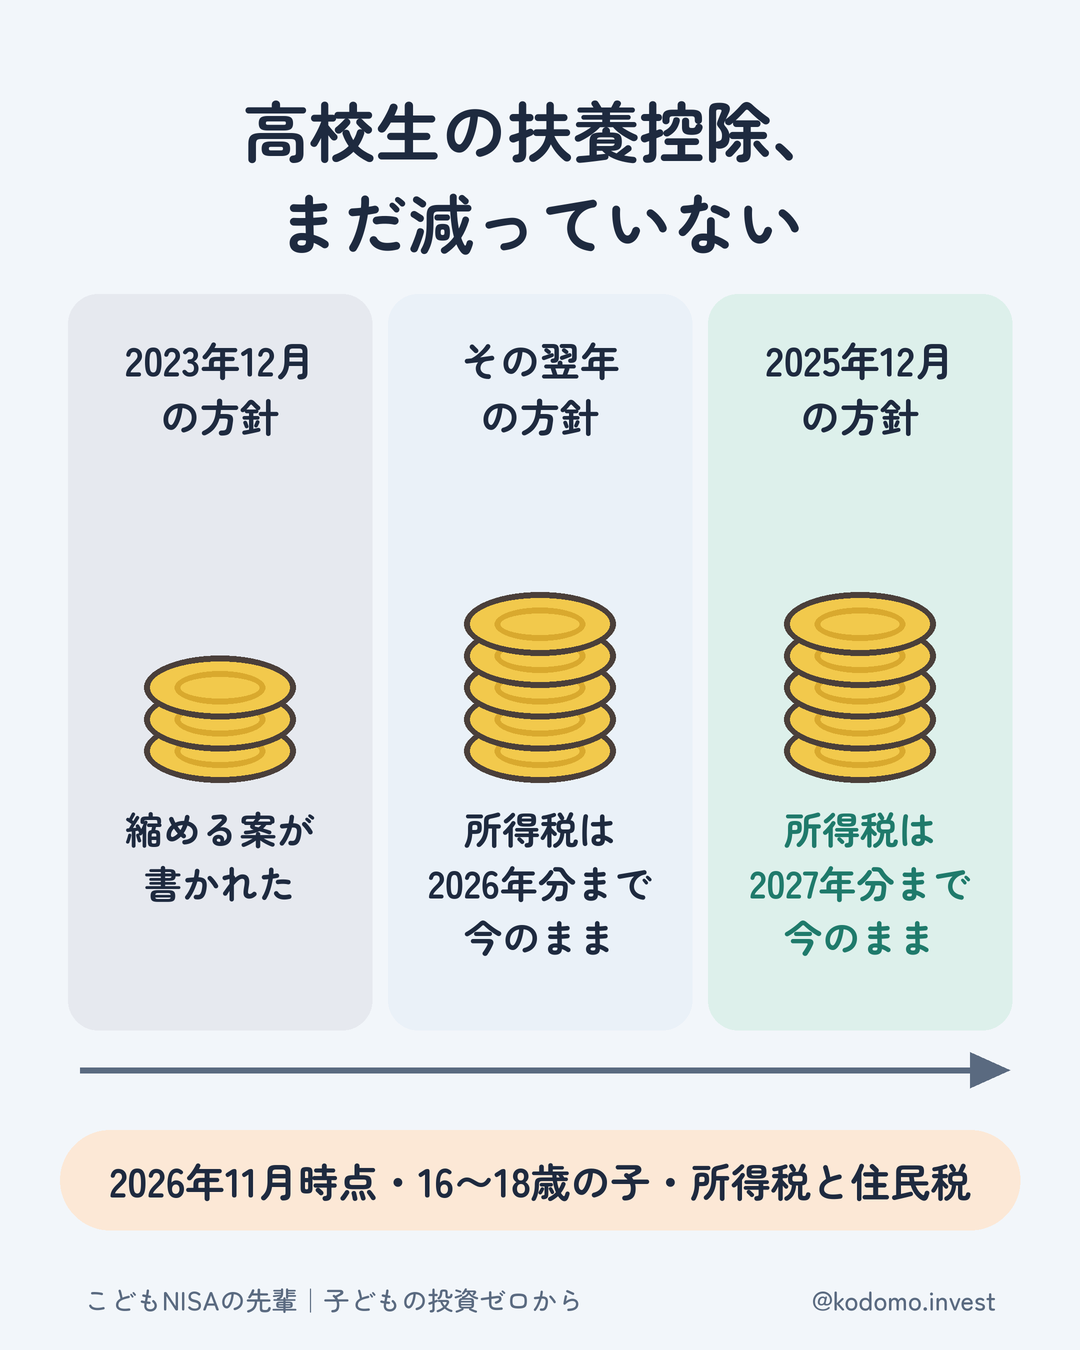 高校生の扶養控除、
まだ減っていない
2023年12月
の方針
縮める案が
書かれた
その翌年
の方針
所得税は
2026年分まで
今のまま
2025年12月
の方針
所得税は
2027年分まで
今のまま
2026年11月時点・16〜18歳の子・所得税と住民税
こどもNISAの先輩｜子どもの投資ゼロから
@kodomo.invest